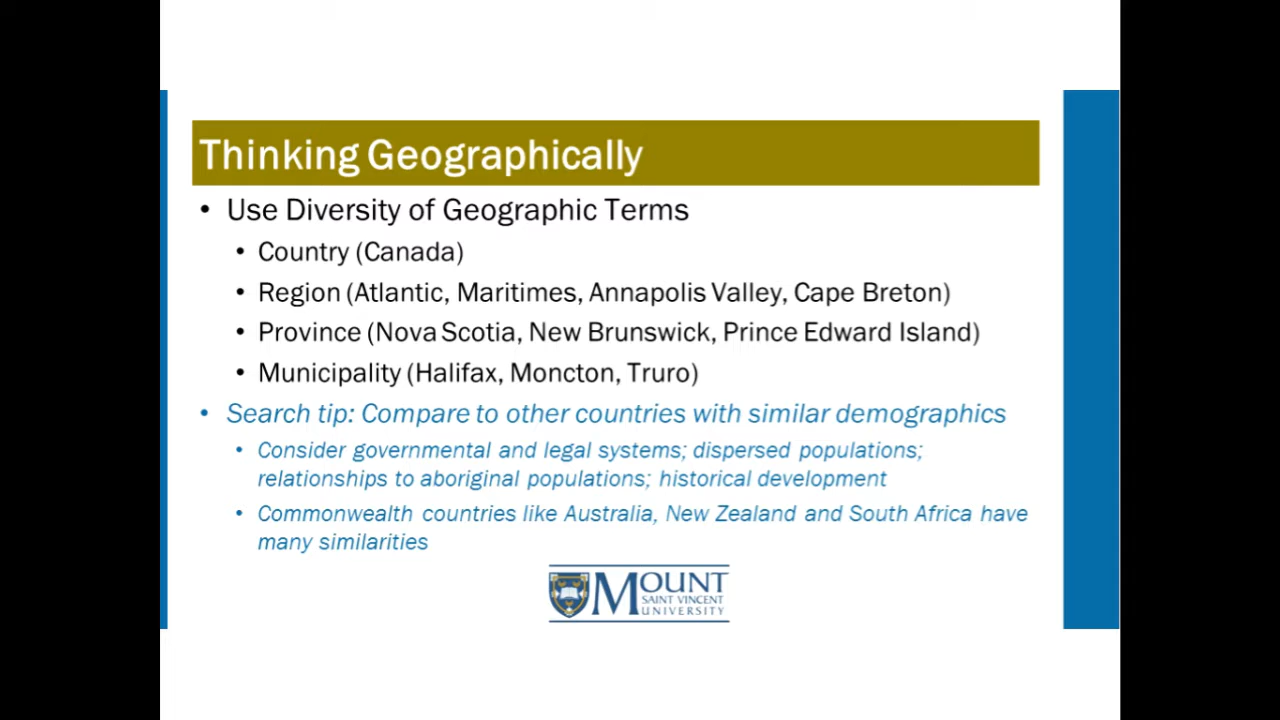 Thinking Geographically
• Use Diversity of Geographic Terms
• Country (Canada)
• Region (Atlantic, Maritimes, Annapolis Valley, Cape Breton)
• Province (Nova Scotia, New Brunswick, Prince Edward Island)
• Municipality (Halifax, Moncton, Truro)
• Search tip: Compare to other countries with similar demographics
• Consider governmental and legal systems; dispersed populations;
relationships to aboriginal populations; historical development
• Commonwealth countries like Australia, New Zealand and South Africa have
many similarities
MOUNT
SAINT VINCENT
UNIVERSITY